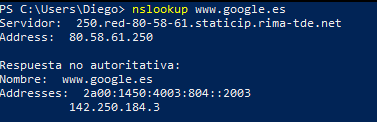 PS C:\Users\Diego> nslookup www.google.es
Servidor:  250.red-80-58-61.staticip.rima-tde.net
Address:  80.58.61.250

Respuesta no autoritativa:
Nombre:  www.google.es
Addresses:  2a00:1450:4003:804::2003
          142.250.184.3